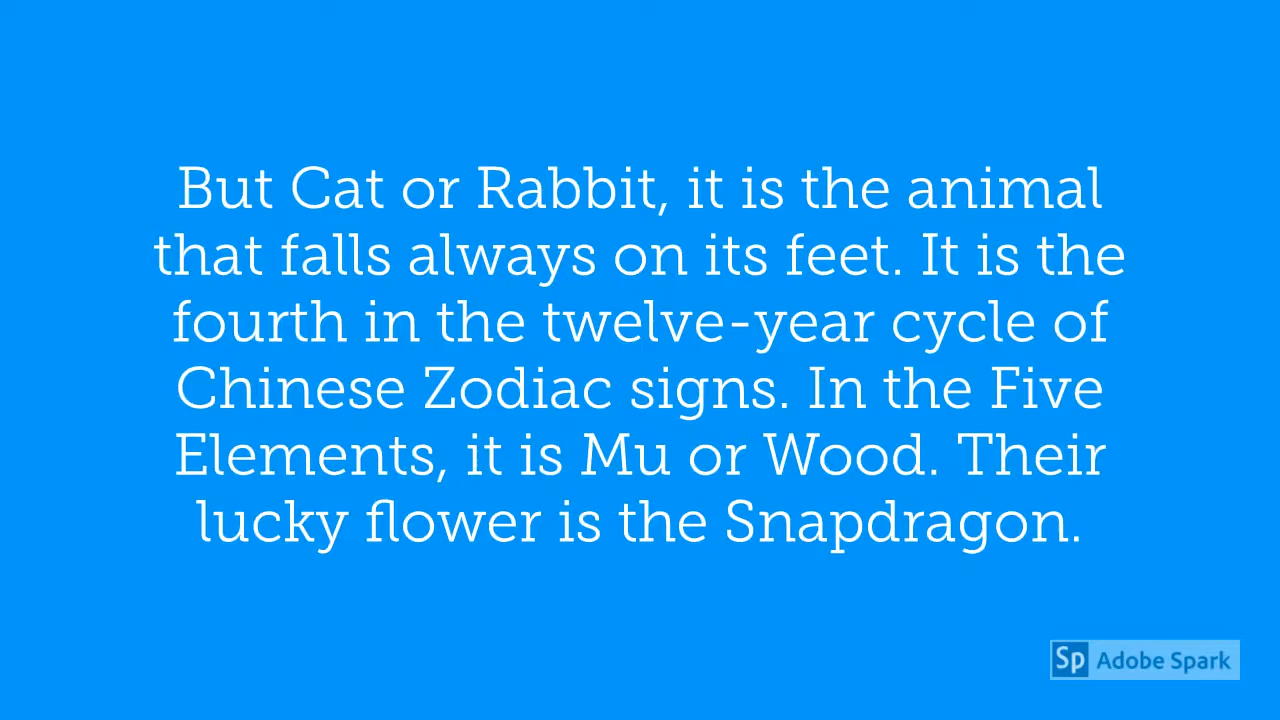 But Cat or Rabbit, it is the animal
that falls always on its feet. It is the
fourth in the twelve-year cycle of
Chinese Zodiac signs. In the Five
Elements, it is Mu or Wood. Their
lucky flower is the Snapdragon.
Sp Adobe Spark